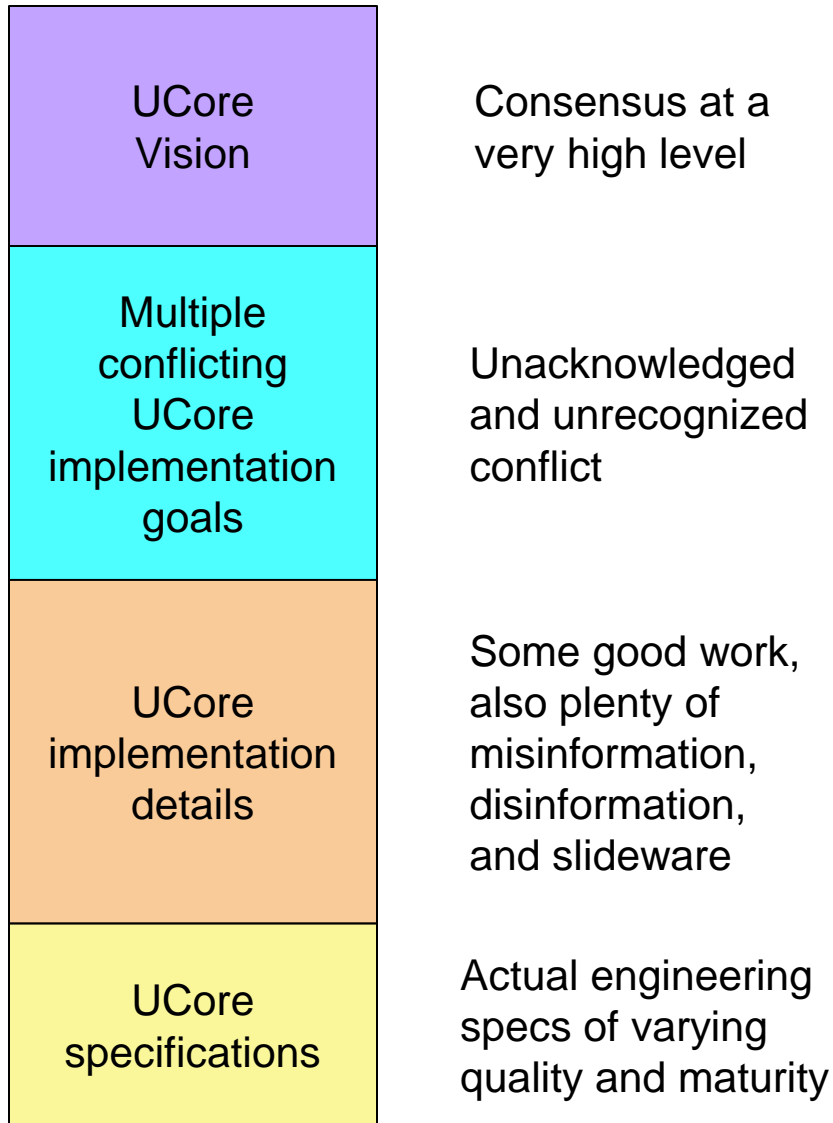 UCore
Vision
Consensus at a
very high level
Multiple
conflicting
UCore
implementation
goals
Unacknowledged
and unrecognized
conflict
UCore
implementation
details
Some good work,
also plenty of
misinformation,
disinformation,
and slideware
UCore
specifications
Actual engineering
specs of varying
quality and maturity